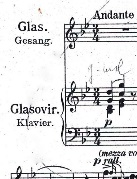 Glas.
Andante
Gesang.
Glasovir.
Klavier.
p
(mezza vo
p rall.